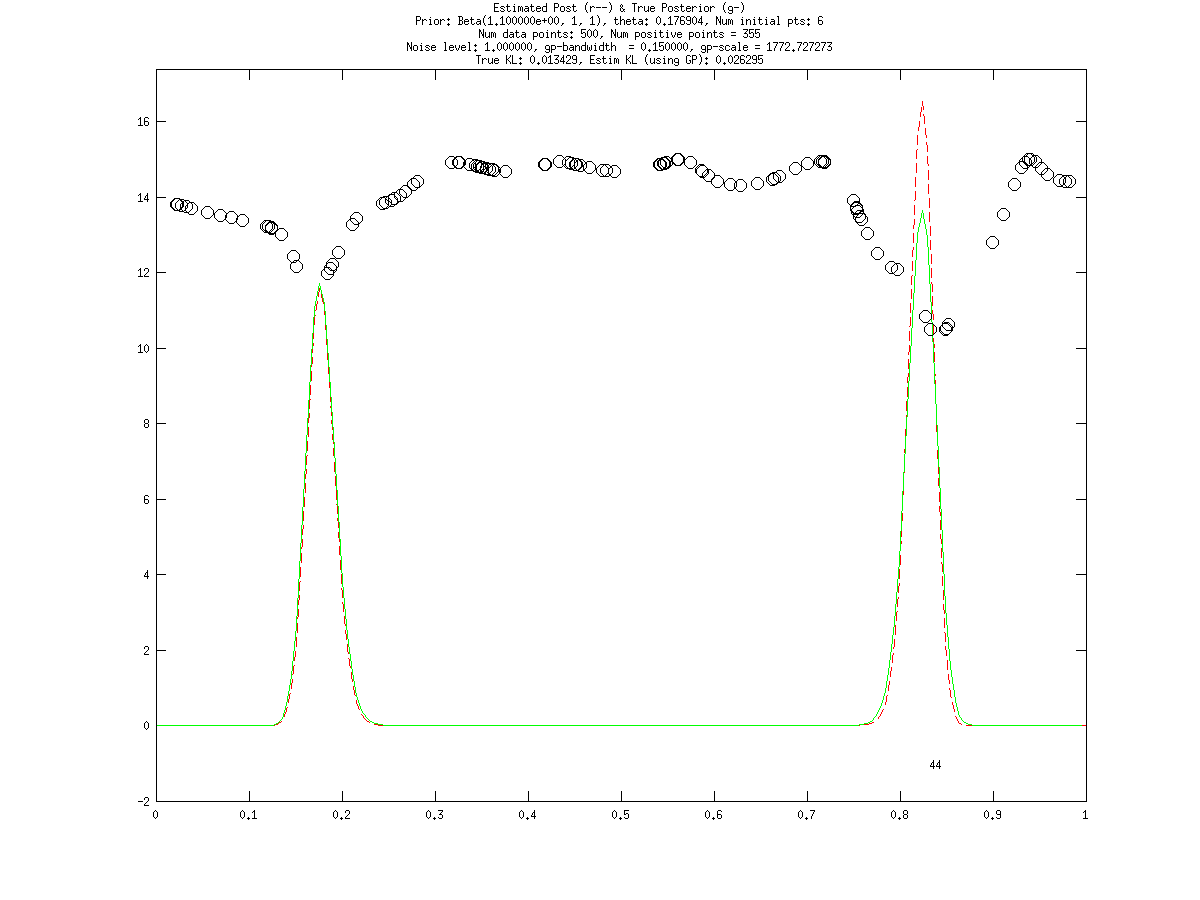 Estimated Post (r--) & True Posterior (g-)
Prior: Beta(1.100000e+00, 1, 1), theta: 0.176904, Num initial pts: 6
Num data points: 500, Num positive points = 355
Noise level: 1.000000, gp-bandwidth  = 0.150000, gp-scale = 1772.727273
True KL: 0.013429, Estim KL (using GP): 0.026295
16
14
12
10
8
6
4
2
0
44
-2
0 0.1 0.2 0.3 0.4 0.5 0.6 0.7 0.8 0.9 1